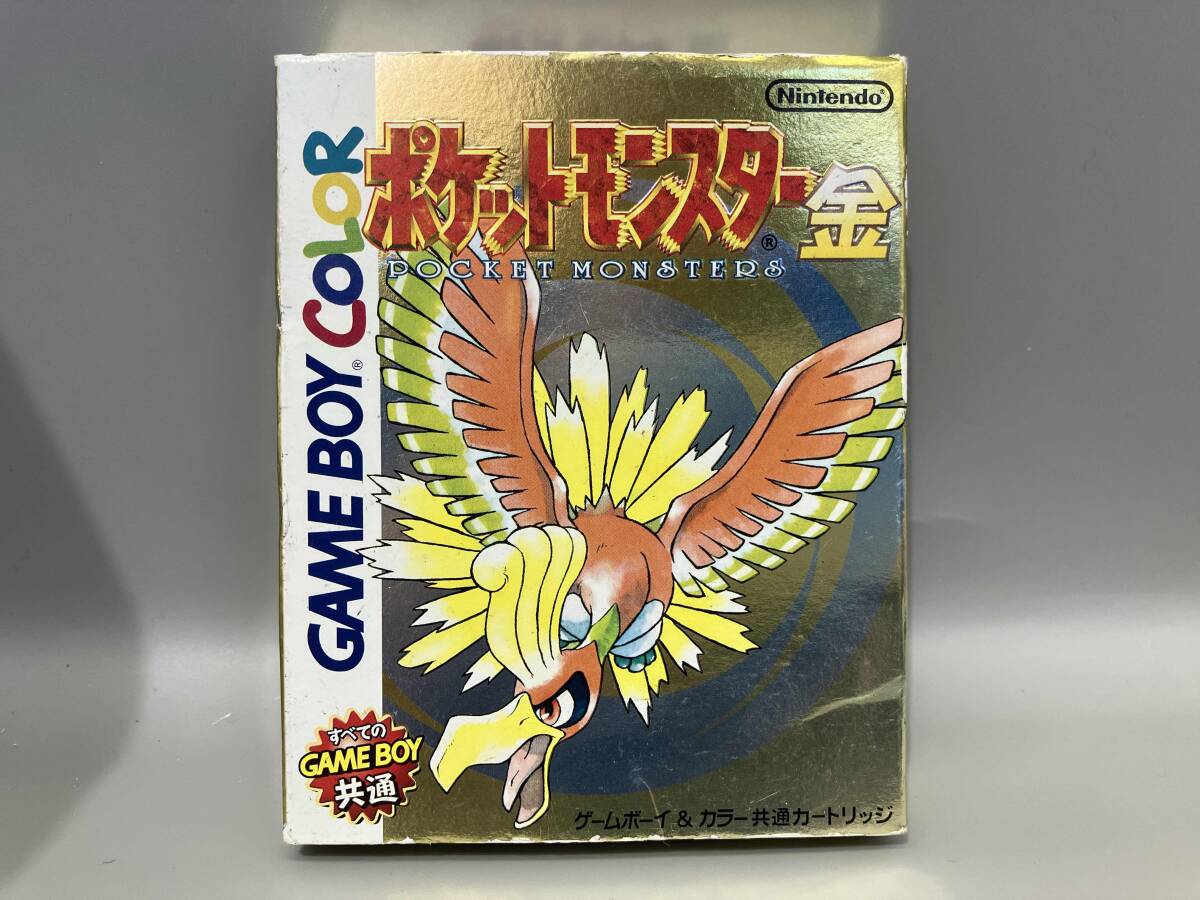 Nintendo®
ポケットモンスター金
®
POCKET MONSTERS
GAME BOY® COLOR
すべての
GAME BOY
共通
ゲームボーイ & カラー共通カートリッジ